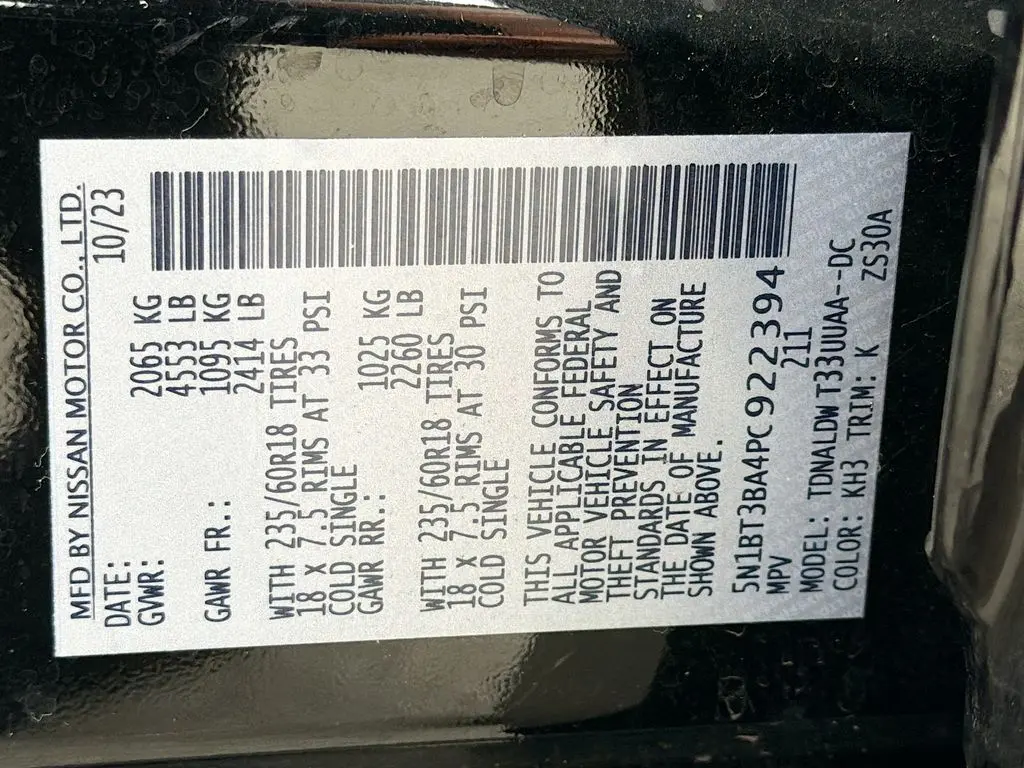 MFD BY NISSAN MOTOR CO., LTD.
DATE: 10/23
GVWR: 2065 KG
4553 LB
GAWR FR.: 1095 KG
2414 LB
WITH 235/60R18 TIRES
18 X 7.5 RIMS AT 33 PSI
COLD SINGLE
GAWR RR.: 1025 KG
2260 LB
WITH 235/60R18 TIRES
18 X 7.5 RIMS AT 30 PSI
COLD SINGLE
THIS VEHICLE CONFORMS TO
ALL APPLICABLE FEDERAL
MOTOR VEHICLE SAFETY AND
THEFT PREVENTION
STANDARDS IN EFFECT ON
THE DATE OF MANUFACTURE
SHOWN ABOVE.
5N1BT3BA4PC922394
MPV 211
MODEL: TDNALDWT33UUAA--DC
COLOR: KH3 TRIM: K ZS30A